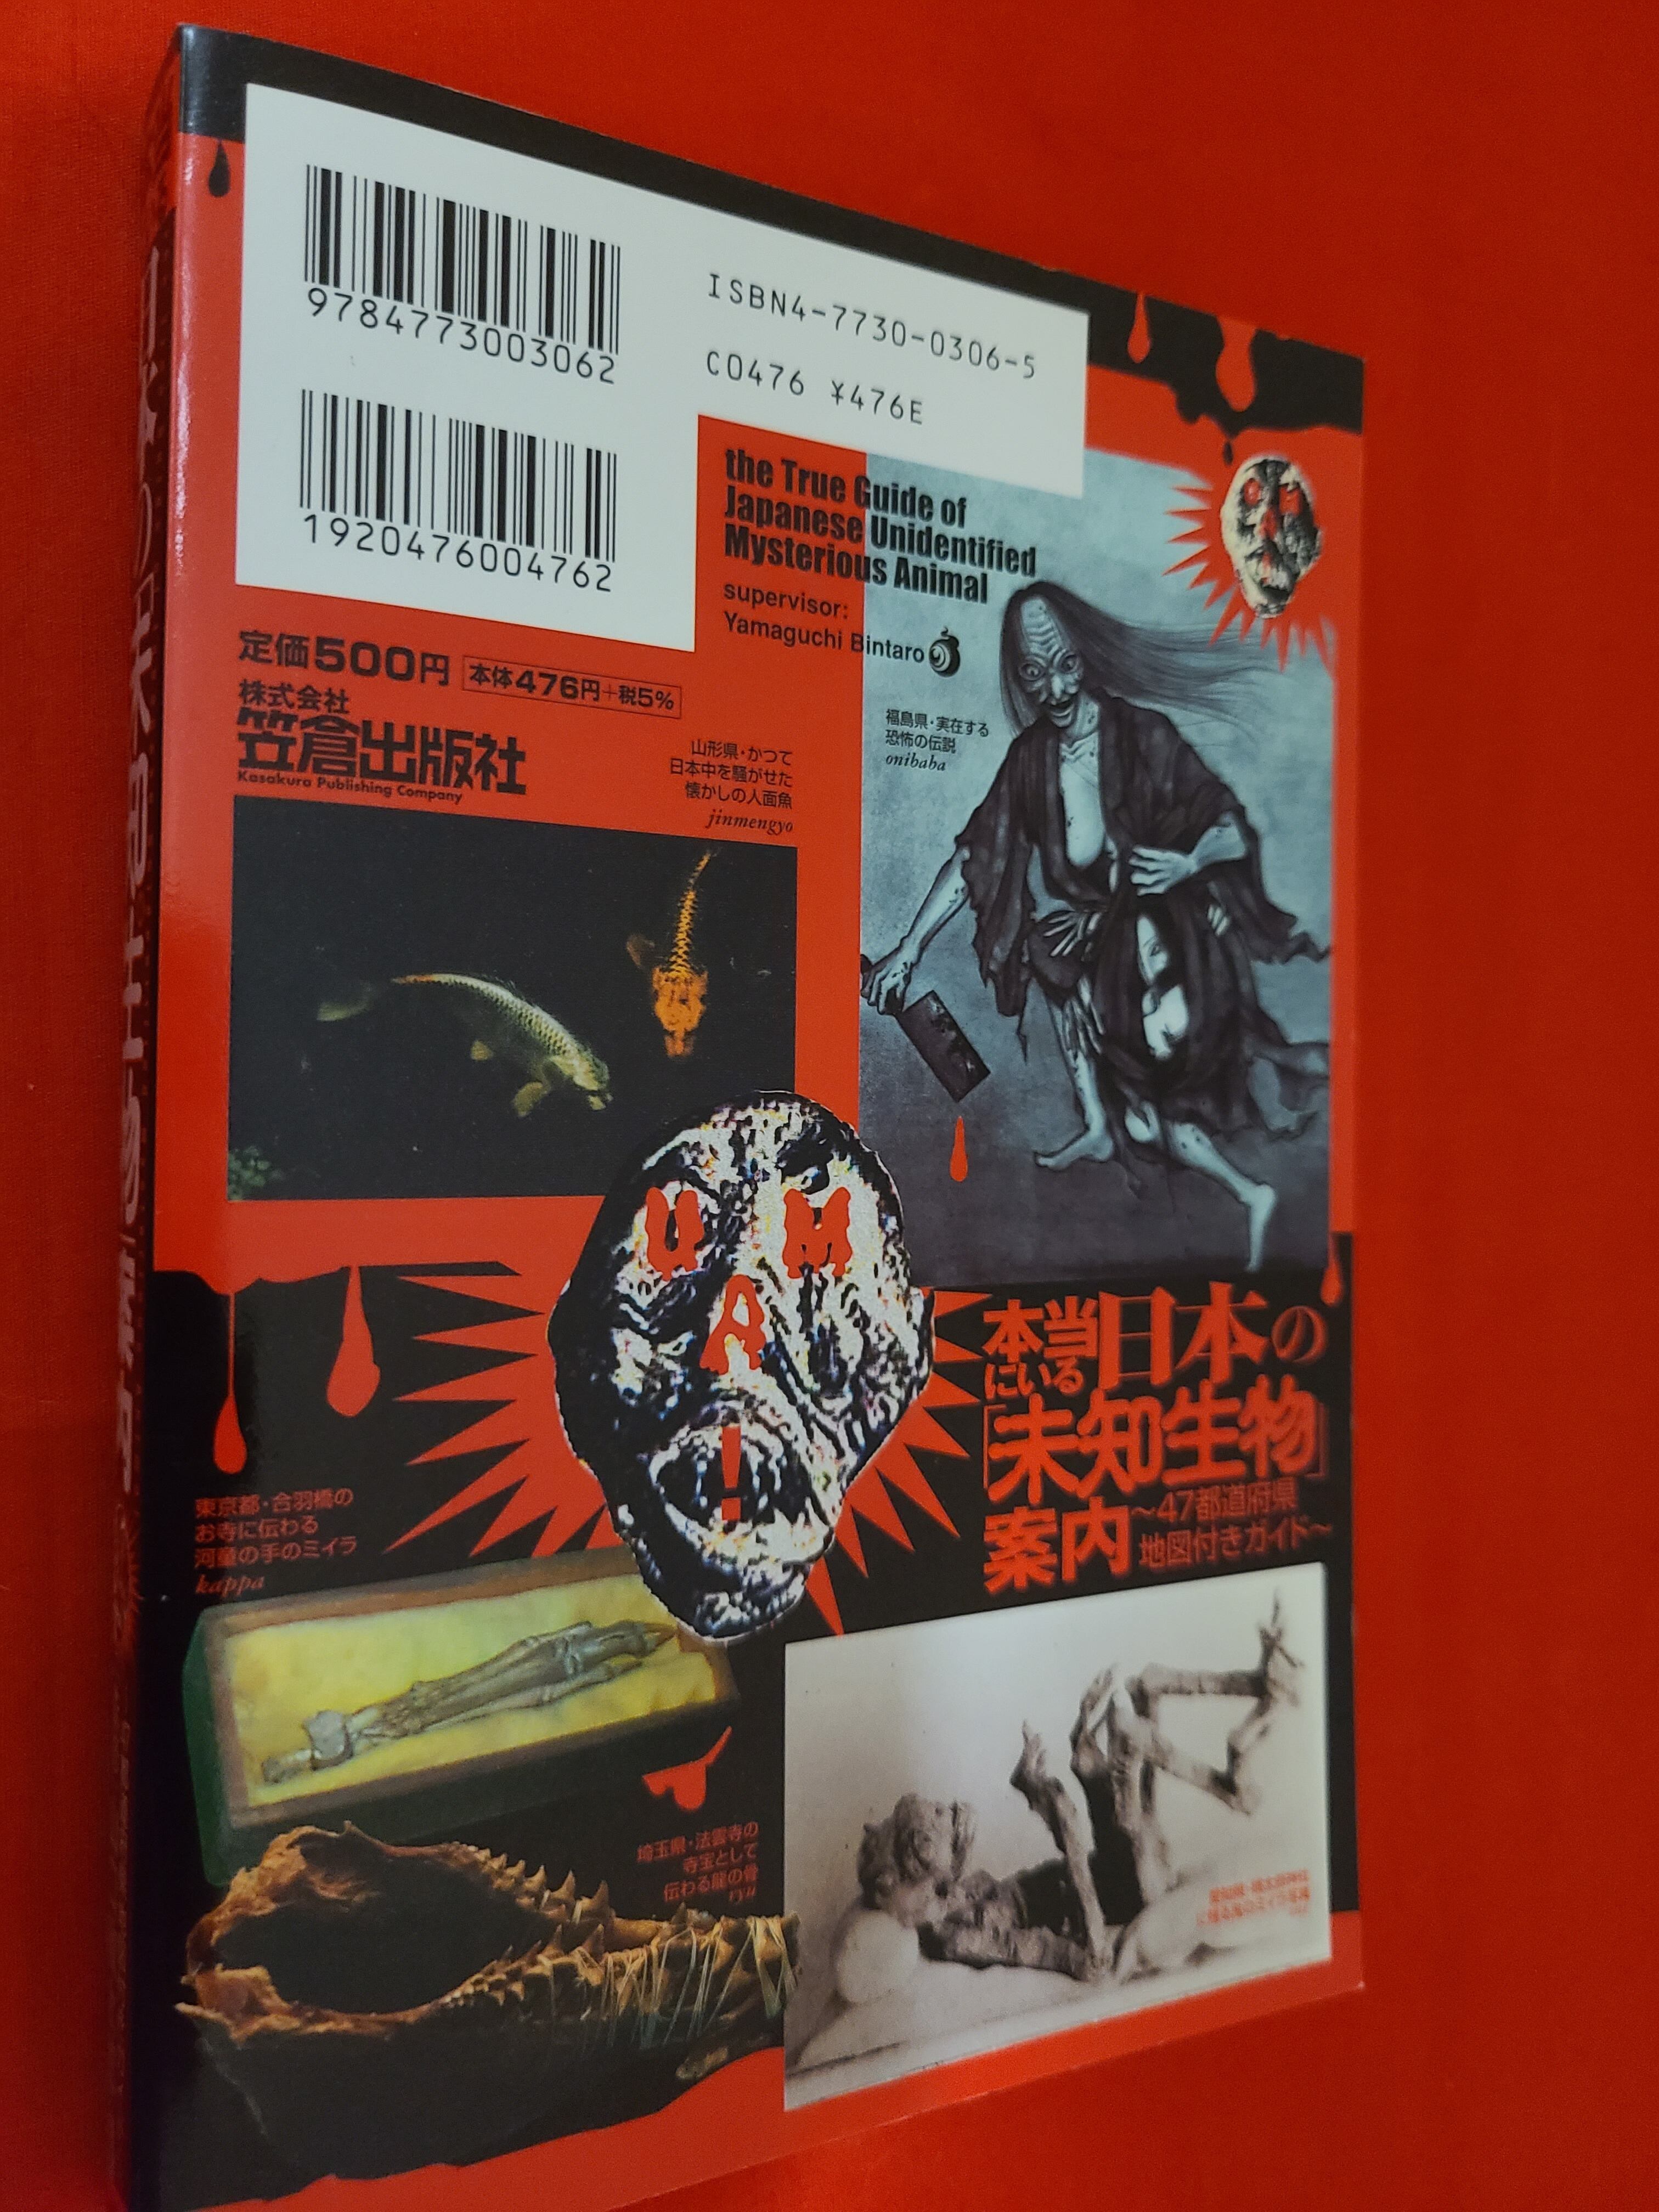 9784773003062
ISBN4-7730-0306-5
C0476 ¥476E
1920476004762
the True Guide of
Japanese Unidentified
Mysterious Animal
supervisor:
Yamaguchi Bintaro
定価500円
本体476円+税5%
株式会社
笠倉出版社
Kasakura Publishing Company
山形県・かつて
日本中を騒がせた
懐かしの人面魚
jinmengyo
福島県・実在する
恐怖の伝説
onibaba
U M
A
!
本当
にいる
日本の
「未知生物」
案内
〜47都道府県
地図付きガイド〜
東京都・合羽橋の
お寺に伝わる
河童の手のミイラ
kappa
埼玉県・法雲寺の
寺宝として
伝わる龍の骨
ryu